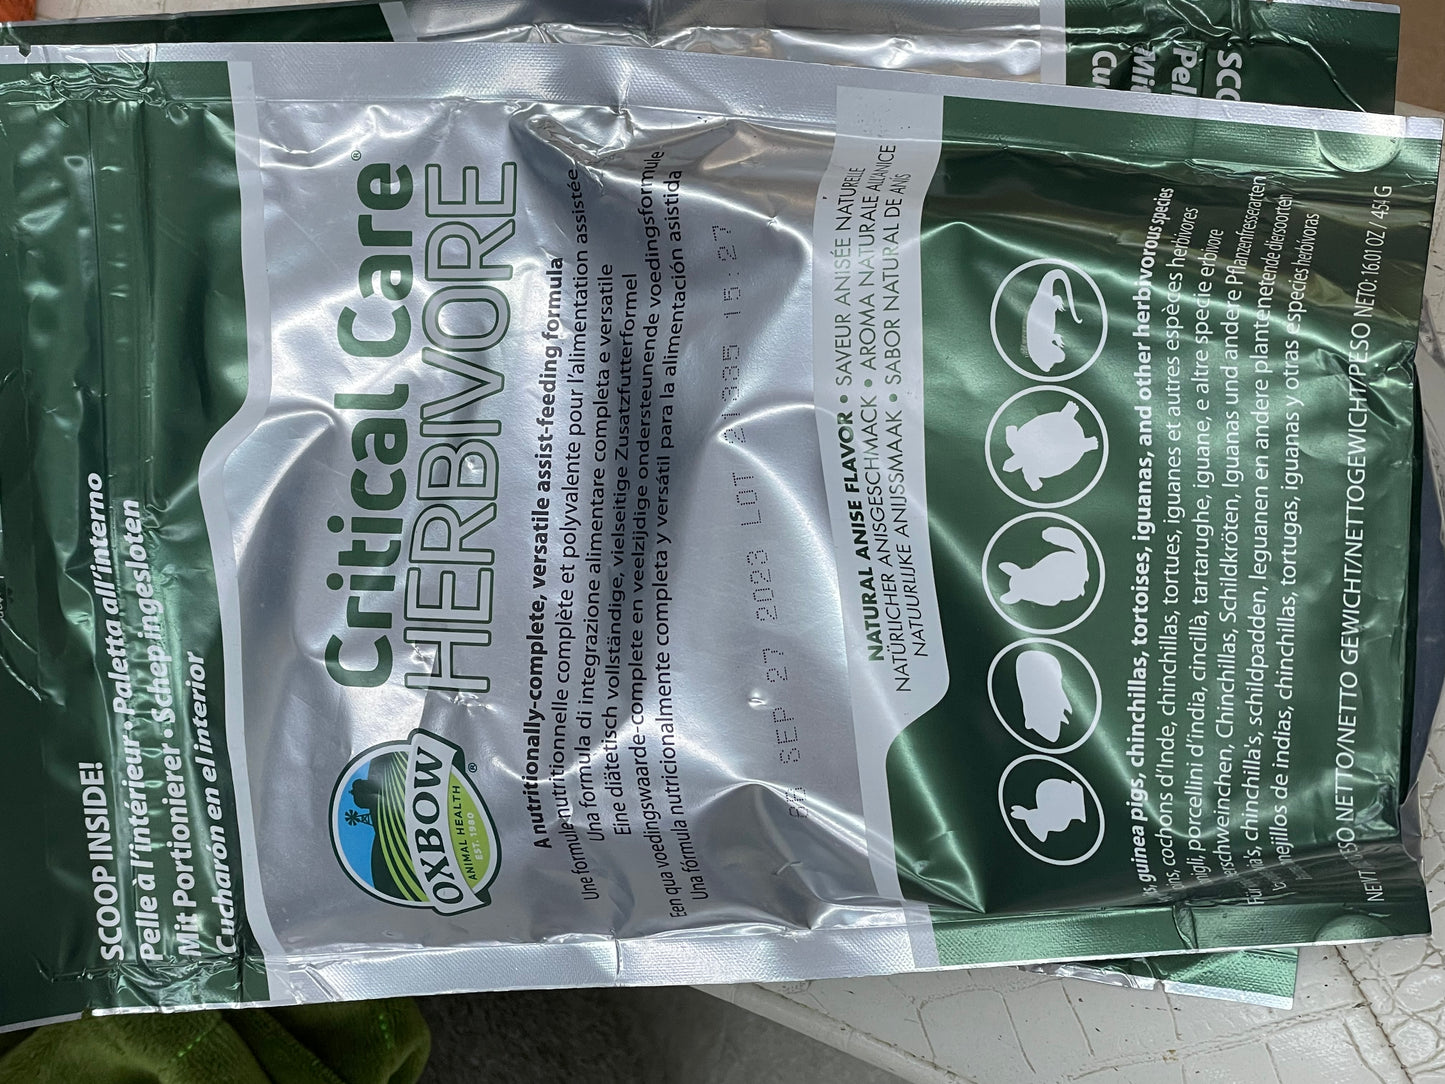 SCOOP INSIDE!
Pelle à l'intérieur • Paletta all'interno
Mit Portionierer • Schep ingesloten
Cucharón en el interior
OXBOW
ANIMAL HEALTH
EST. 1980
®
Critical Care®
HERBIVORE
A nutritionally-complete, versatile assist-feeding formula
Une formule nutritionnelle complète et polyvalente pour l'alimentation assistée
Una formula di integrazione alimentare completa e versatile
Eine diätetisch vollständige, vielseitige Zusatzfutterformel
Een qua voedingswaarde-complete en veelzijdige ondersteunende voedingsformule
Una fórmula nutricionalmente completa y versátil para la alimentación asistida
SEP 27 2023 LOT 15:27
NATURAL ANISE FLAVOR • SAVEUR ANISÉE NATURELLE
NATÜRLICHER ANISGESCHMACK • AROMA NATURALE ALL'ANICE
NATUURLIJKE ANIJSSMAAK • SABOR NATURAL DE ANÍS
guinea pigs, chinchillas, tortoises, iguanas, and other herbivorous species
cochons d'Inde, chinchillas, tortues, iguanes et autres espèces herbivores
porcellini d'india, cincillà, tartarughe, iguane, e altre specie erbivore
Chinchillas, Schildkröten, Iguanas und andere Pflanzenfresserarten
chinchilla's, schildpadden, leguanen en andere plantenetende diersoorten
de indias, chinchillas, tortugas, iguanas y otras especies herbívoras
NETTO/NETTO GEWICHT/NETTOGEWICHT/PESO NETO: 16.01 OZ / 454 G
SCO
Pel
Mit
Cu